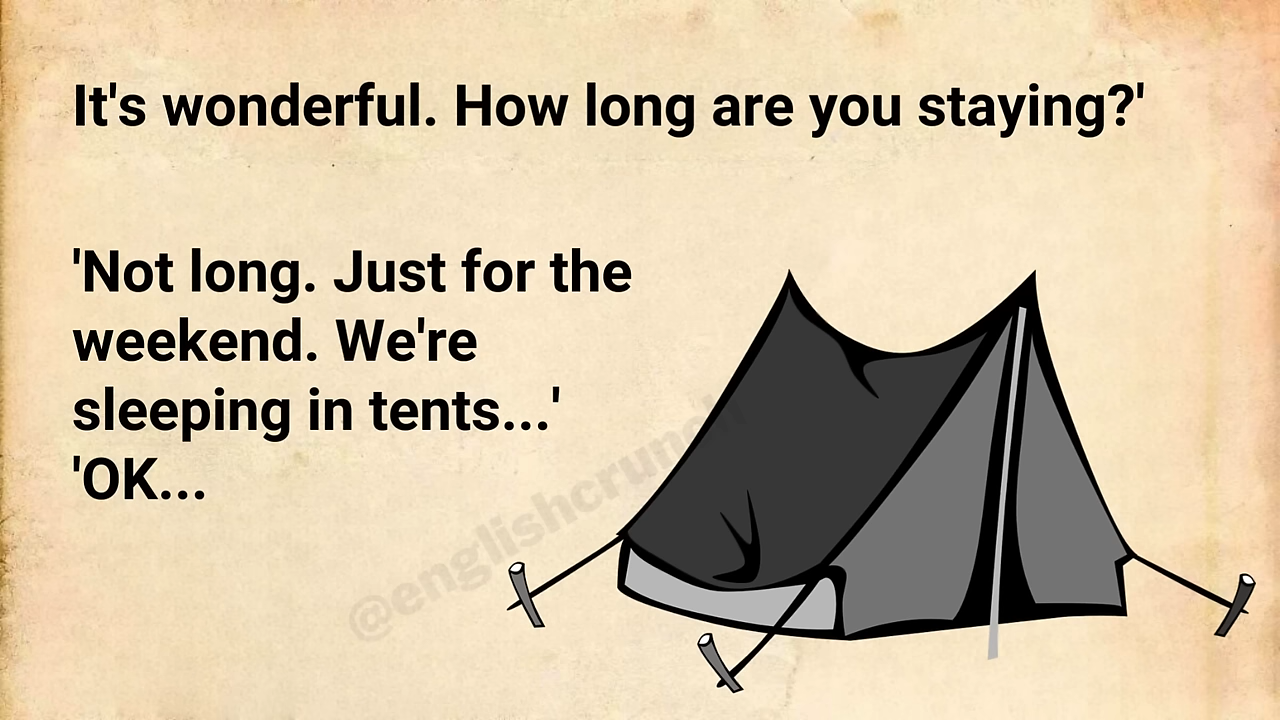 It's wonderful. How long are you staying?'
'Not long. Just for the
weekend. We're
sleeping in tents...'
'OK...
@englishcrunch